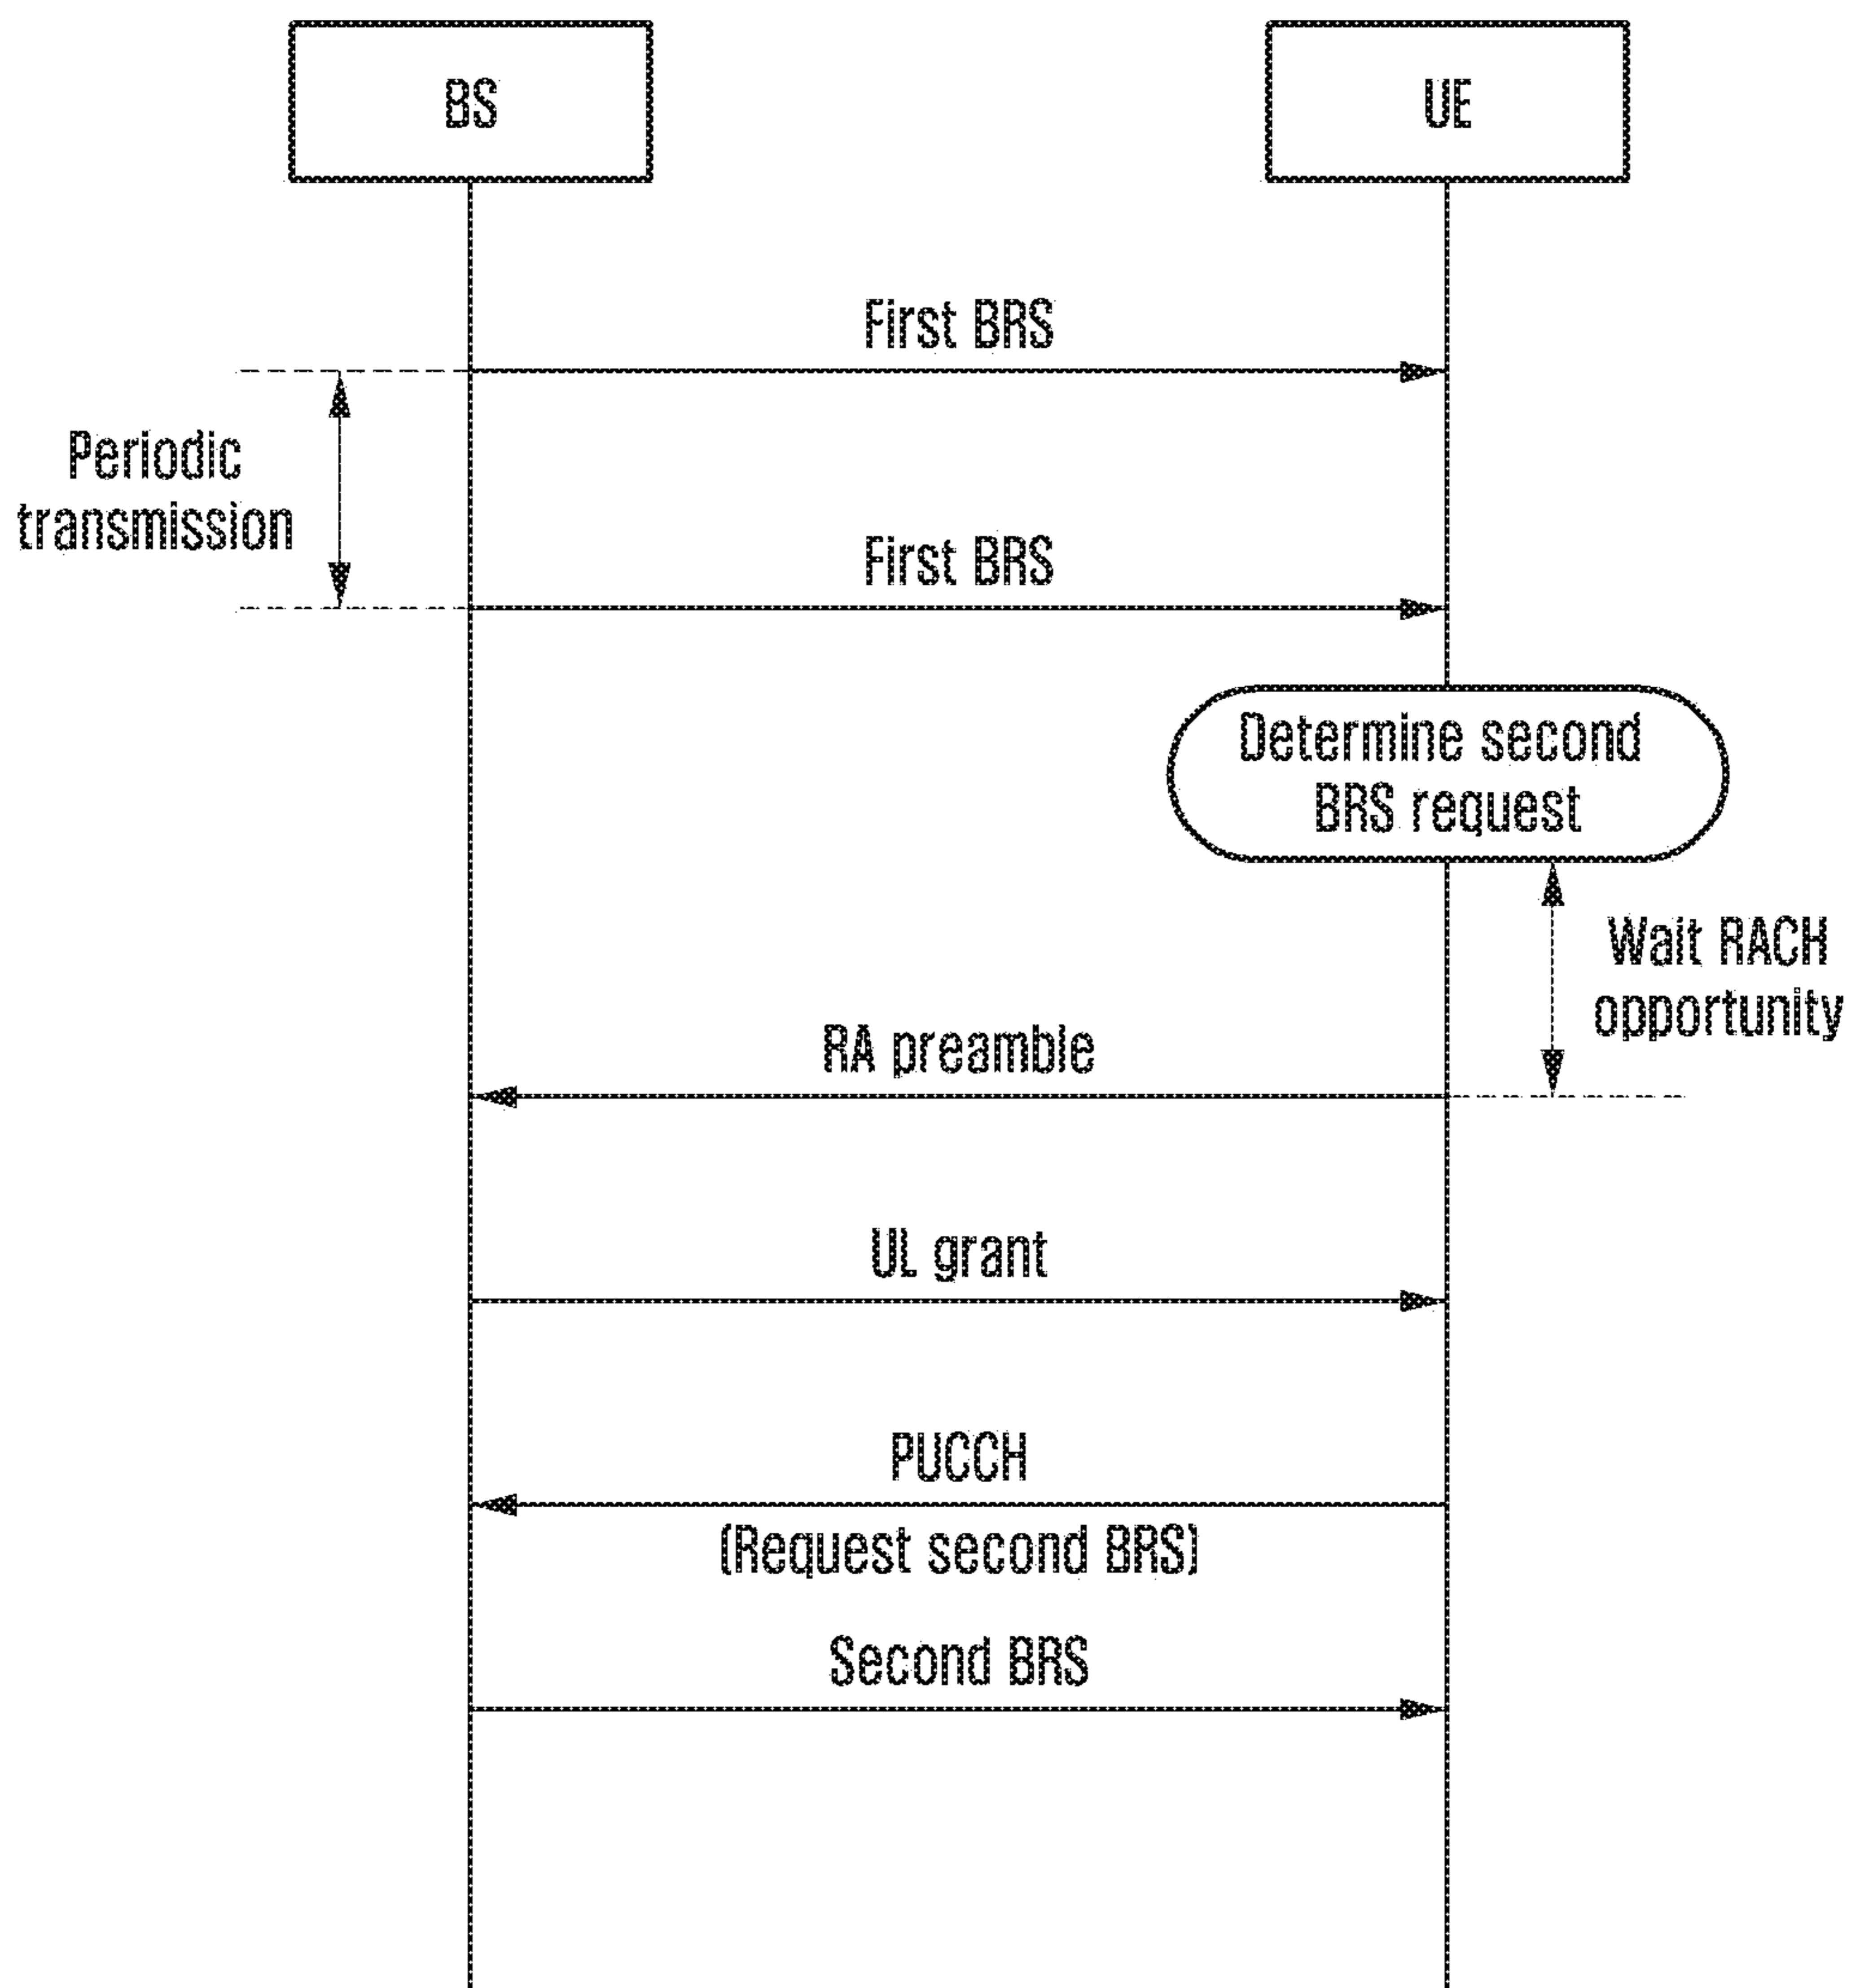 BS
UE
First BRS
Periodic
transmission
First BRS
Determine second
BRS request
Wait RACH
opportunity
RA preamble
UL grant
PUCCH
(Request second BRS)
Second BRS